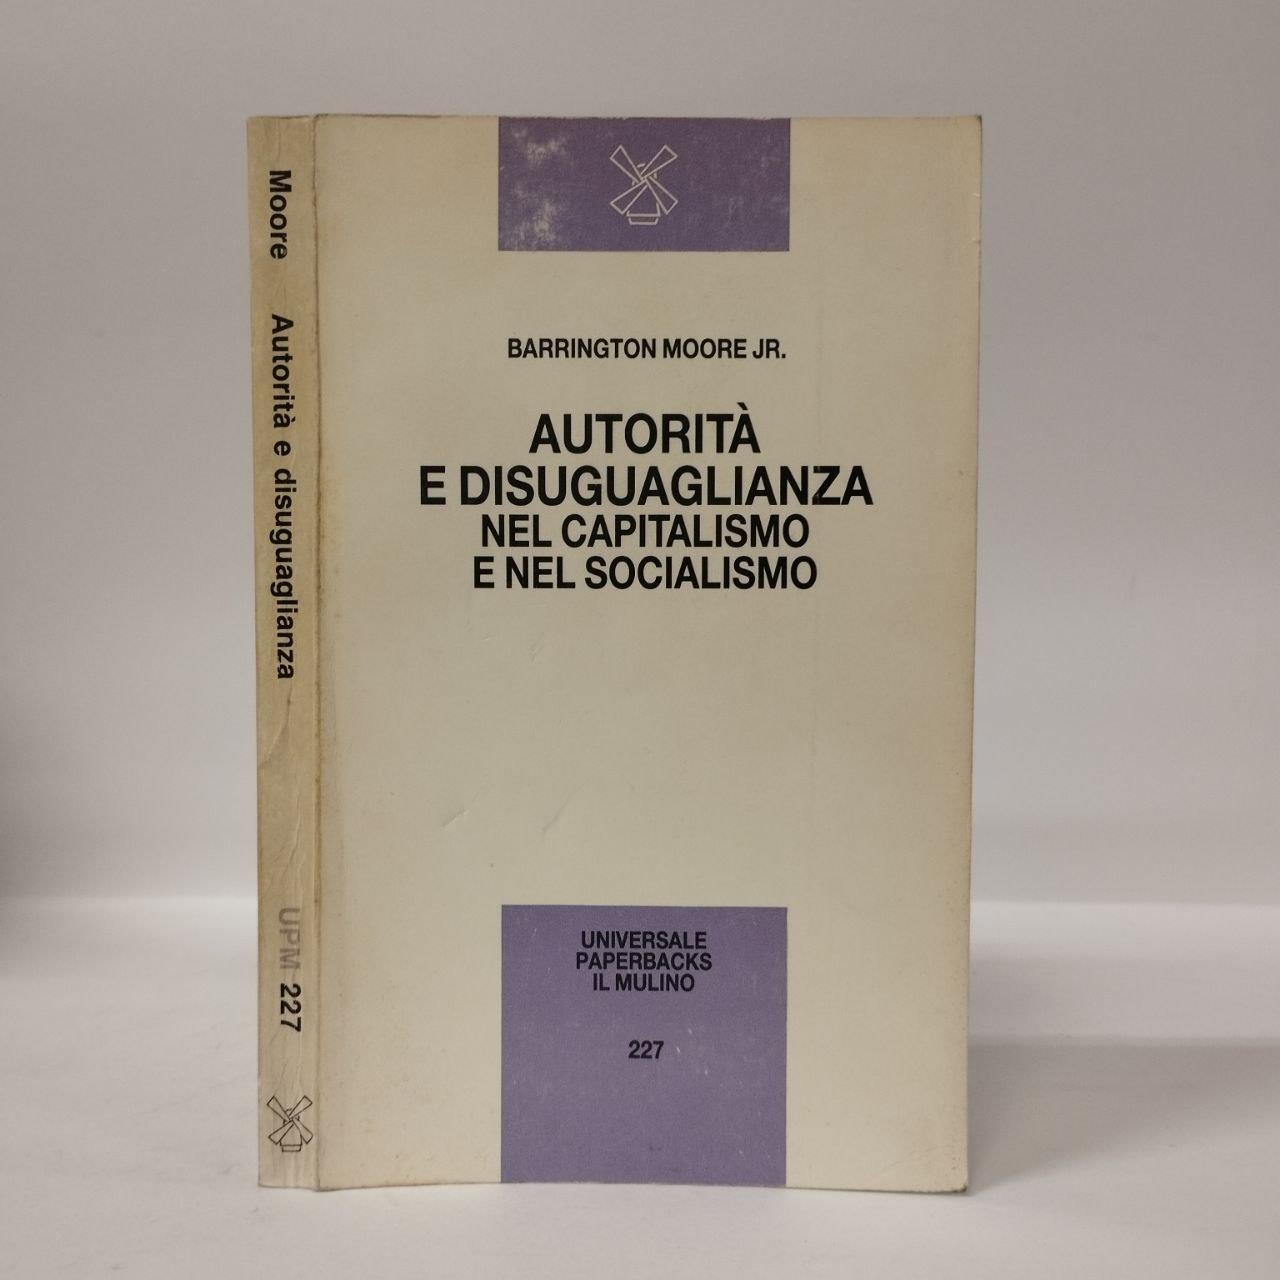 Moore Autorità e disuguaglianza UPM 227
BARRINGTON MOORE JR.
AUTORITÀ
E DISUGUAGLIANZA
NEL CAPITALISMO
E NEL SOCIALISMO
UNIVERSALE
PAPERBACKS
IL MULINO
227